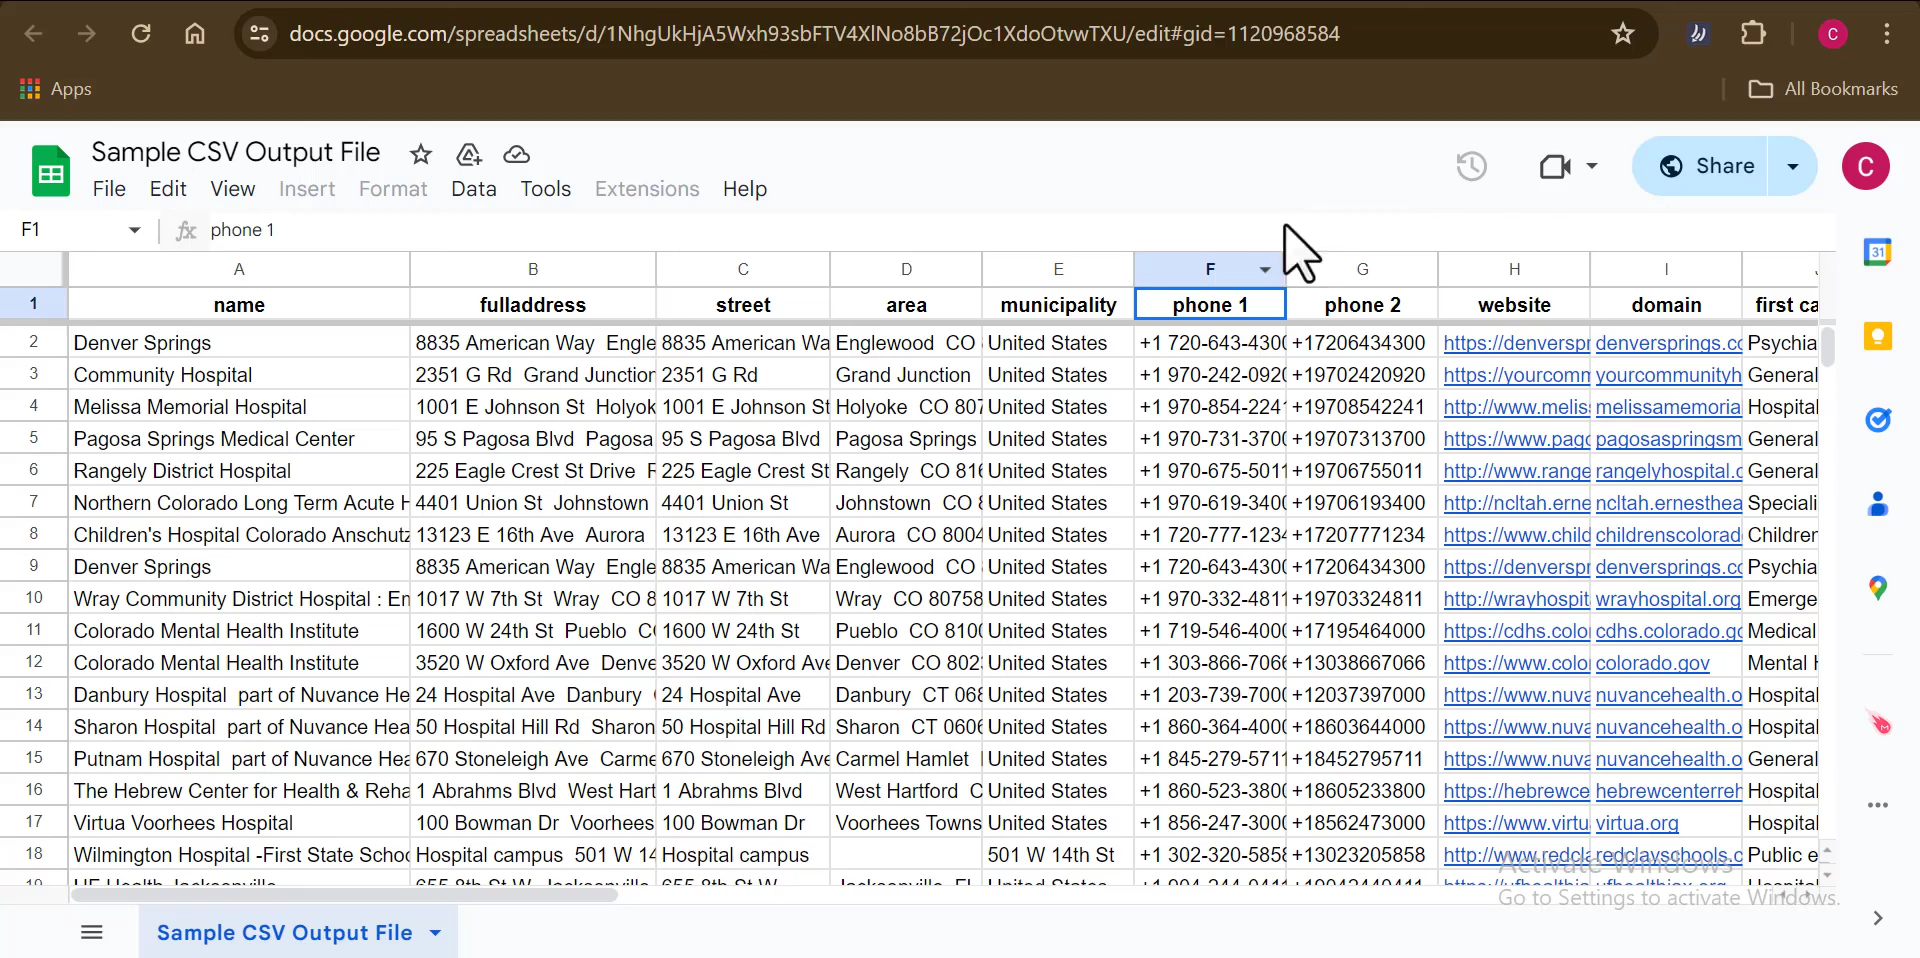 docs.google.com/spreadsheets/d/1NhgUkHjA5Wxh93sbFTV4XlNo8bB72jOc1XdoOtvwTXU/edit#gid=1120968584
C
Apps
All Bookmarks
Sample CSV Output File
Share
C
File Edit View Insert Format Data Tools Extensions Help
F1 fx phone 1
31
A B C D E F G H I
1 name fulladdress street area municipality phone 1 phone 2 website domain first ca
2 Denver Springs 8835 American Way Engle 8835 American Wa Englewood CO United States +1 720-643-430 +17206434300 https://denverspr denversprings.co Psychia
3 Community Hospital 2351 G Rd Grand Junction 2351 G Rd Grand Junction United States +1 970-242-092 +19702420920 https://yourcomm yourcommunityh General
4 Melissa Memorial Hospital 1001 E Johnson St Holyok 1001 E Johnson St Holyoke CO 807 United States +1 970-854-224 +19708542241 http://www.melis melissamemoria Hospital
5 Pagosa Springs Medical Center 95 S Pagosa Blvd Pagosa 95 S Pagosa Blvd Pagosa Springs United States +1 970-731-370 +19707313700 https://www.pago pagosaspringsm General
6 Rangely District Hospital 225 Eagle Crest St Drive 225 Eagle Crest St Rangely CO 816 United States +1 970-675-501 +19706755011 http://www.range rangelyhospital.c General
7 Northern Colorado Long Term Acute H 4401 Union St Johnstown 4401 Union St Johnstown CO United States +1 970-619-340 +19706193400 http://ncltah.erne ncltah.ernesthea Speciali
8 Children's Hospital Colorado Anschutz 13123 E 16th Ave Aurora 13123 E 16th Ave Aurora CO 8004 United States +1 720-777-1234 +17207771234 https://www.child childrenscolorad Children
9 Denver Springs 8835 American Way Engle 8835 American Wa Englewood CO United States +1 720-643-430 +17206434300 https://denverspr denversprings.co Psychia
10 Wray Community District Hospital : En 1017 W 7th St Wray CO 8 1017 W 7th St Wray CO 80758 United States +1 970-332-481 +19703324811 http://wrayhospit wrayhospital.org Emerge
11 Colorado Mental Health Institute 1600 W 24th St Pueblo C 1600 W 24th St Pueblo CO 810 United States +1 719-546-400 +17195464000 https://cdhs.colo cdhs.colorado.go Medical
12 Colorado Mental Health Institute 3520 W Oxford Ave Denve 3520 W Oxford Ave Denver CO 802 United States +1 303-866-706 +13038667066 https://www.colo colorado.gov Mental H
13 Danbury Hospital part of Nuvance He 24 Hospital Ave Danbury 24 Hospital Ave Danbury CT 068 United States +1 203-739-700 +12037397000 https://www.nuva nuvancehealth.o Hospital
14 Sharon Hospital part of Nuvance Hea 50 Hospital Hill Rd Sharon 50 Hospital Hill Rd Sharon CT 0606 United States +1 860-364-400 +18603644000 https://www.nuva nuvancehealth.o Hospital
15 Putnam Hospital part of Nuvance Hea 670 Stoneleigh Ave Carme 670 Stoneleigh Ave Carmel Hamlet United States +1 845-279-571 +18452795711 https://www.nuva nuvancehealth.o General
16 The Hebrew Center for Health & Reha 1 Abrahms Blvd West Hart 1 Abrahms Blvd West Hartford C United States +1 860-523-380 +18605233800 https://hebrewce hebrewcenterreh Hospital
17 Virtua Voorhees Hospital 100 Bowman Dr Voorhees 100 Bowman Dr Voorhees Towns United States +1 856-247-300 +18562473000 https://www.virtu virtua.org Hospital
18 Wilmington Hospital -First State Schoo Hospital campus 501 W 14 Hospital campus 501 W 14th St +1 302-320-585 +13023205858 http://www.redcla redclayschools.c Public e
Activate Windows
Go to Settings to activate Windows.
Sample CSV Output File